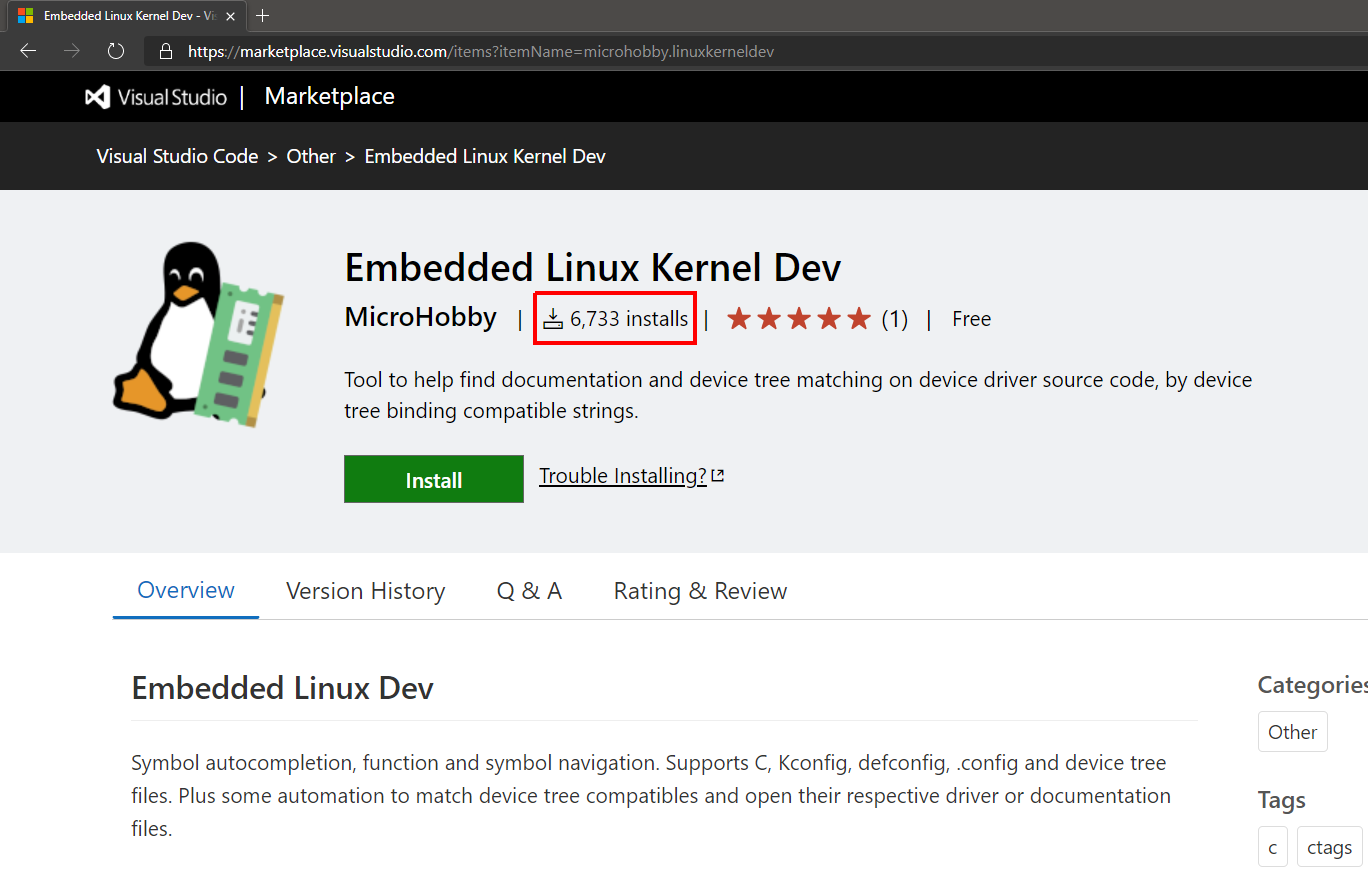 Embedded Linux Kernel Dev - Vi
https://marketplace.visualstudio.com/items?itemName=microhobby.linuxkerneldev
Visual Studio | Marketplace
Visual Studio Code > Other > Embedded Linux Kernel Dev
Embedded Linux Kernel Dev
MicroHobby | 6,733 installs | ★★★★★ (1) | Free
Tool to help find documentation and device tree matching on device driver source code, by device
tree binding compatible strings.
Install Trouble Installing?
Overview Version History Q & A Rating & Review
Embedded Linux Dev
Symbol autocompletion, function and symbol navigation. Supports C, Kconfig, defconfig, .config and device tree
files. Plus some automation to match device tree compatibles and open their respective driver or documentation
files.
Categories
Other
Tags
c ctags